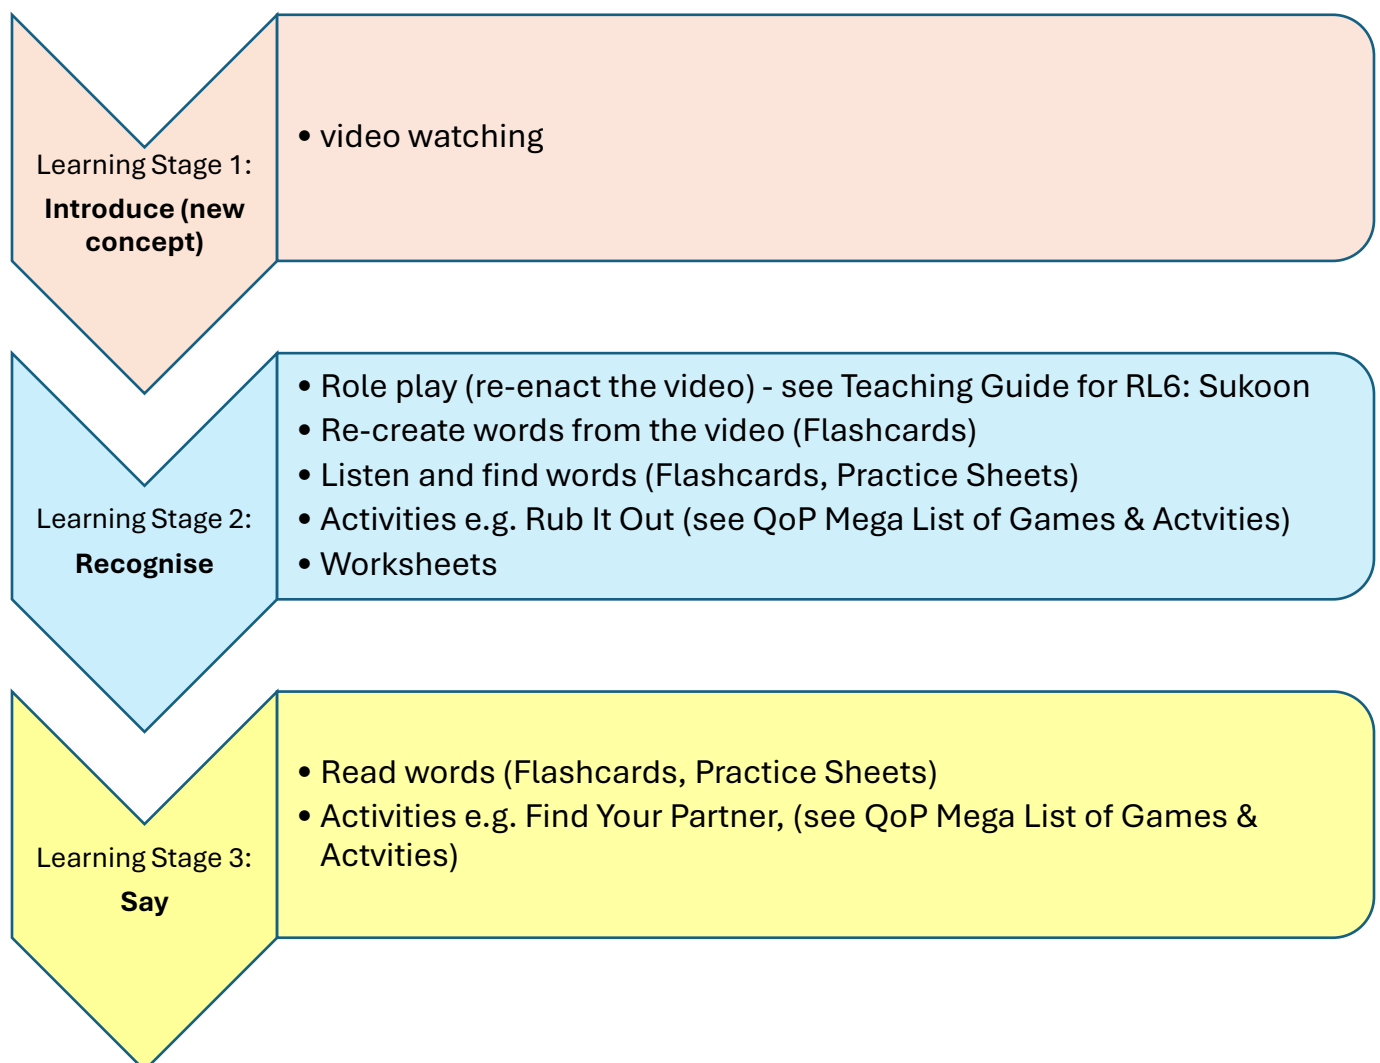 Learning Stage 1:
Introduce (new
concept)
• video watching
Learning Stage 2:
Recognise
• Role play (re-enact the video) - see Teaching Guide for RL6: Sukoon
• Re-create words from the video (Flashcards)
• Listen and find words (Flashcards, Practice Sheets)
• Activities e.g. Rub It Out (see QoP Mega List of Games & Actvities)
• Worksheets
Learning Stage 3:
Say
• Read words (Flashcards, Practice Sheets)
• Activities e.g. Find Your Partner, (see QoP Mega List of Games &
Actvities)